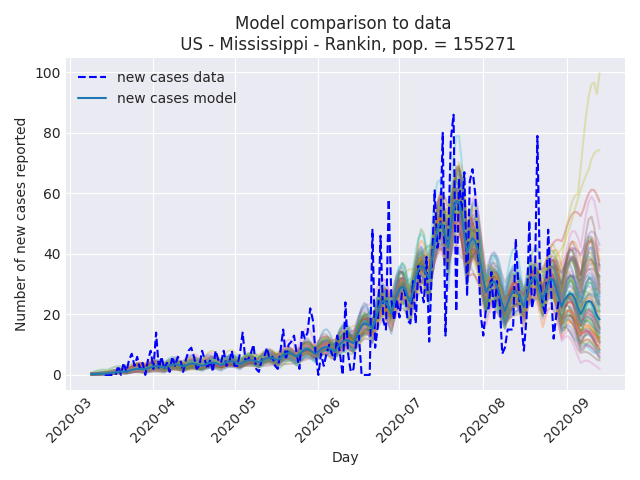 Model comparison to data
US - Mississippi - Rankin, pop. = 155271
new cases data
new cases model
Number of new cases reported
100
80
60
40
20
0
2020-03
2020-04
2020-05
2020-06
2020-07
2020-08
2020-09
Day